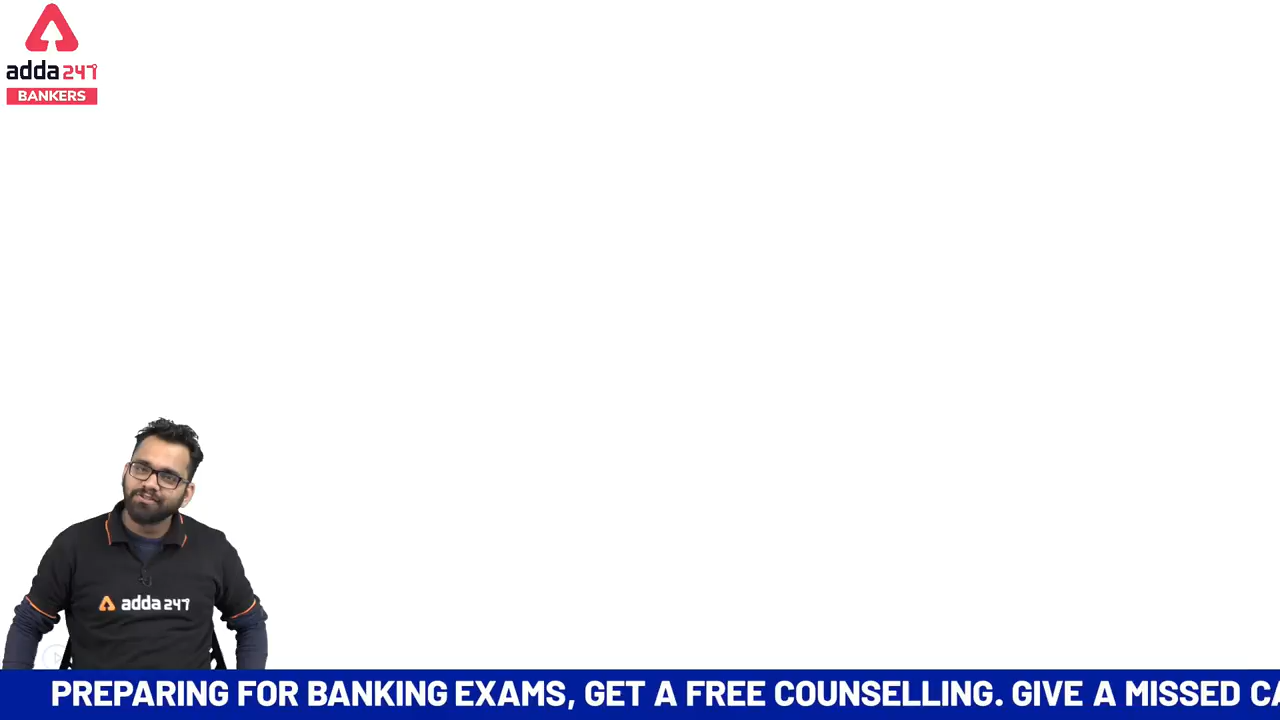 adda 247
BANKERS
adda 247
PREPARING FOR BANKING EXAMS, GET A FREE COUNSELLING. GIVE A MISSED